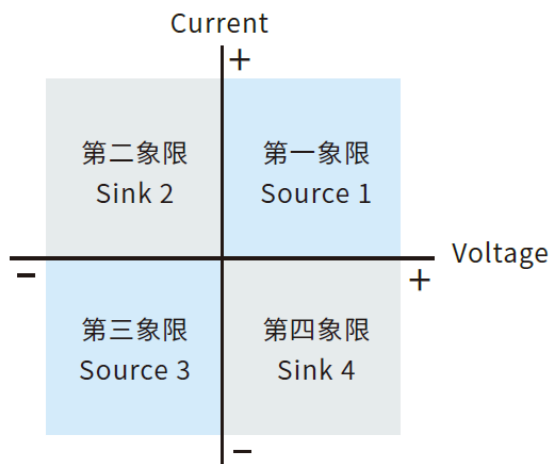 Current
+
第二象限
Sink 2
第一象限
Source 1
Voltage
−
+
第三象限
Source 3
第四象限
Sink 4
−